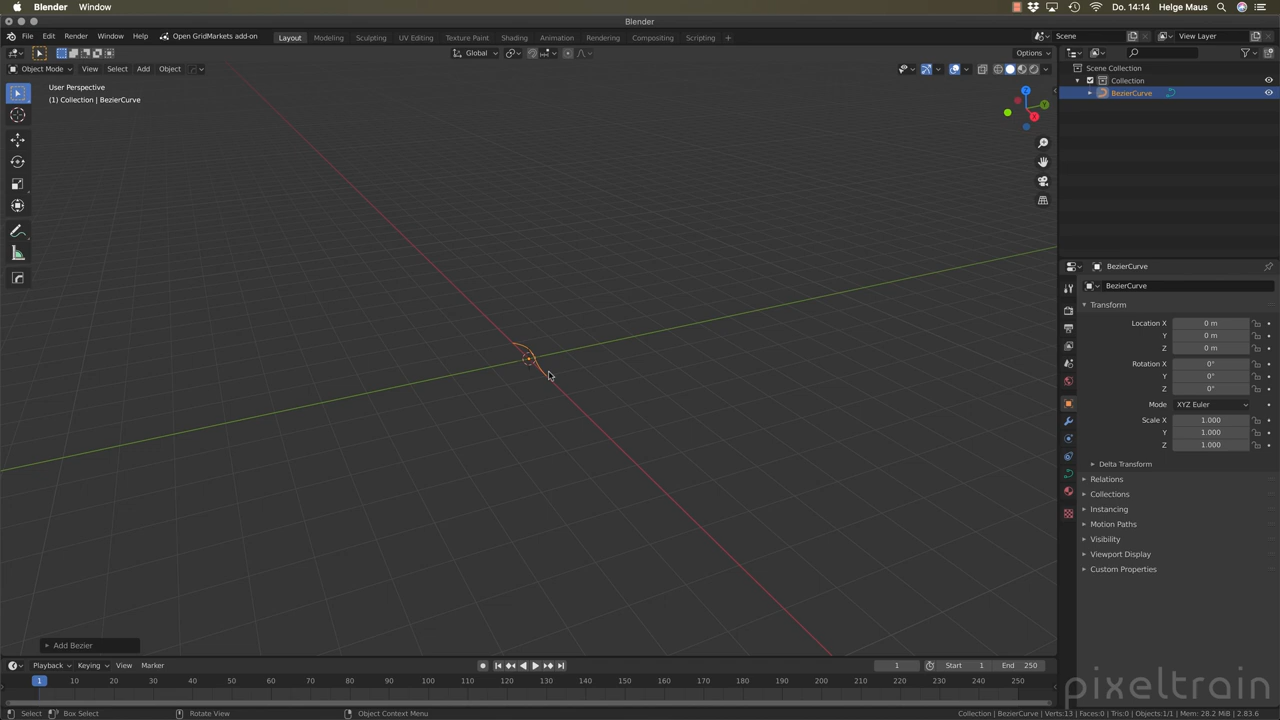 Blender Window
Do. 14:14 Helge Maus
Blender
File Edit Render Window Help Open GridMarkets add-on
Layout Modeling Sculpting UV Editing Texture Paint Shading Animation Rendering Compositing Scripting +
Scene
View Layer
Global
Options
Object Mode View Select Add Object
User Perspective
(1) Collection | BezierCurve
Z
Y
X
Scene Collection
Collection
BezierCurve
BezierCurve
BezierCurve
Transform
Location X 0 m
Y 0 m
Z 0 m
Rotation X 0°
Y 0°
Z 0°
Mode XYZ Euler
Scale X 1.000
Y 1.000
Z 1.000
Delta Transform
Relations
Collections
Instancing
Motion Paths
Visibility
Viewport Display
Custom Properties
Add Bezier
Playback Keying View Marker
1
Start 1
End 250
1 10 20 30 40 50 60 70 80 90 100 110 120 130 140 150 160 170 180 190 200 210 220 230 240 250
pixeltrain
Select Box Select Rotate View Object Context Menu
Collection | BezierCurve | Verts:13 | Faces:0 | Tris:0 | Objects:1/1 | Mem: 28.2 MiB | 2.83.6